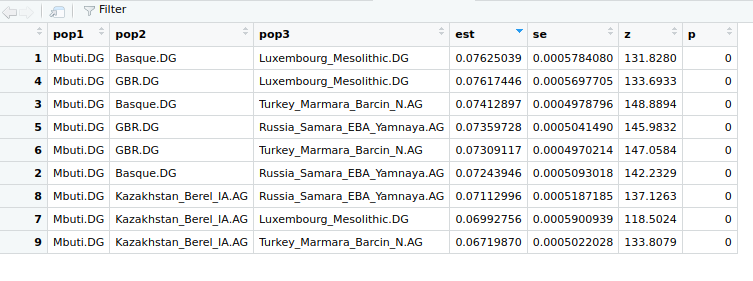 Filter
pop1 pop2 pop3 est se z p
1 Mbuti.DG Basque.DG Luxembourg_Mesolithic.DG 0.07625039 0.0005784080 131.8280 0
4 Mbuti.DG GBR.DG Luxembourg_Mesolithic.DG 0.07617446 0.0005697705 133.6933 0
3 Mbuti.DG Basque.DG Turkey_Marmara_Barcin_N.AG 0.07412897 0.0004978796 148.8894 0
5 Mbuti.DG GBR.DG Russia_Samara_EBA_Yamnaya.AG 0.07359728 0.0005041490 145.9832 0
6 Mbuti.DG GBR.DG Turkey_Marmara_Barcin_N.AG 0.07309117 0.0004970214 147.0584 0
2 Mbuti.DG Basque.DG Russia_Samara_EBA_Yamnaya.AG 0.07243946 0.0005093018 142.2329 0
8 Mbuti.DG Kazakhstan_Berel_IA.AG Russia_Samara_EBA_Yamnaya.AG 0.07112996 0.0005187185 137.1263 0
7 Mbuti.DG Kazakhstan_Berel_IA.AG Luxembourg_Mesolithic.DG 0.06992756 0.0005900939 118.5024 0
9 Mbuti.DG Kazakhstan_Berel_IA.AG Turkey_Marmara_Barcin_N.AG 0.06719870 0.0005022028 133.8079 0